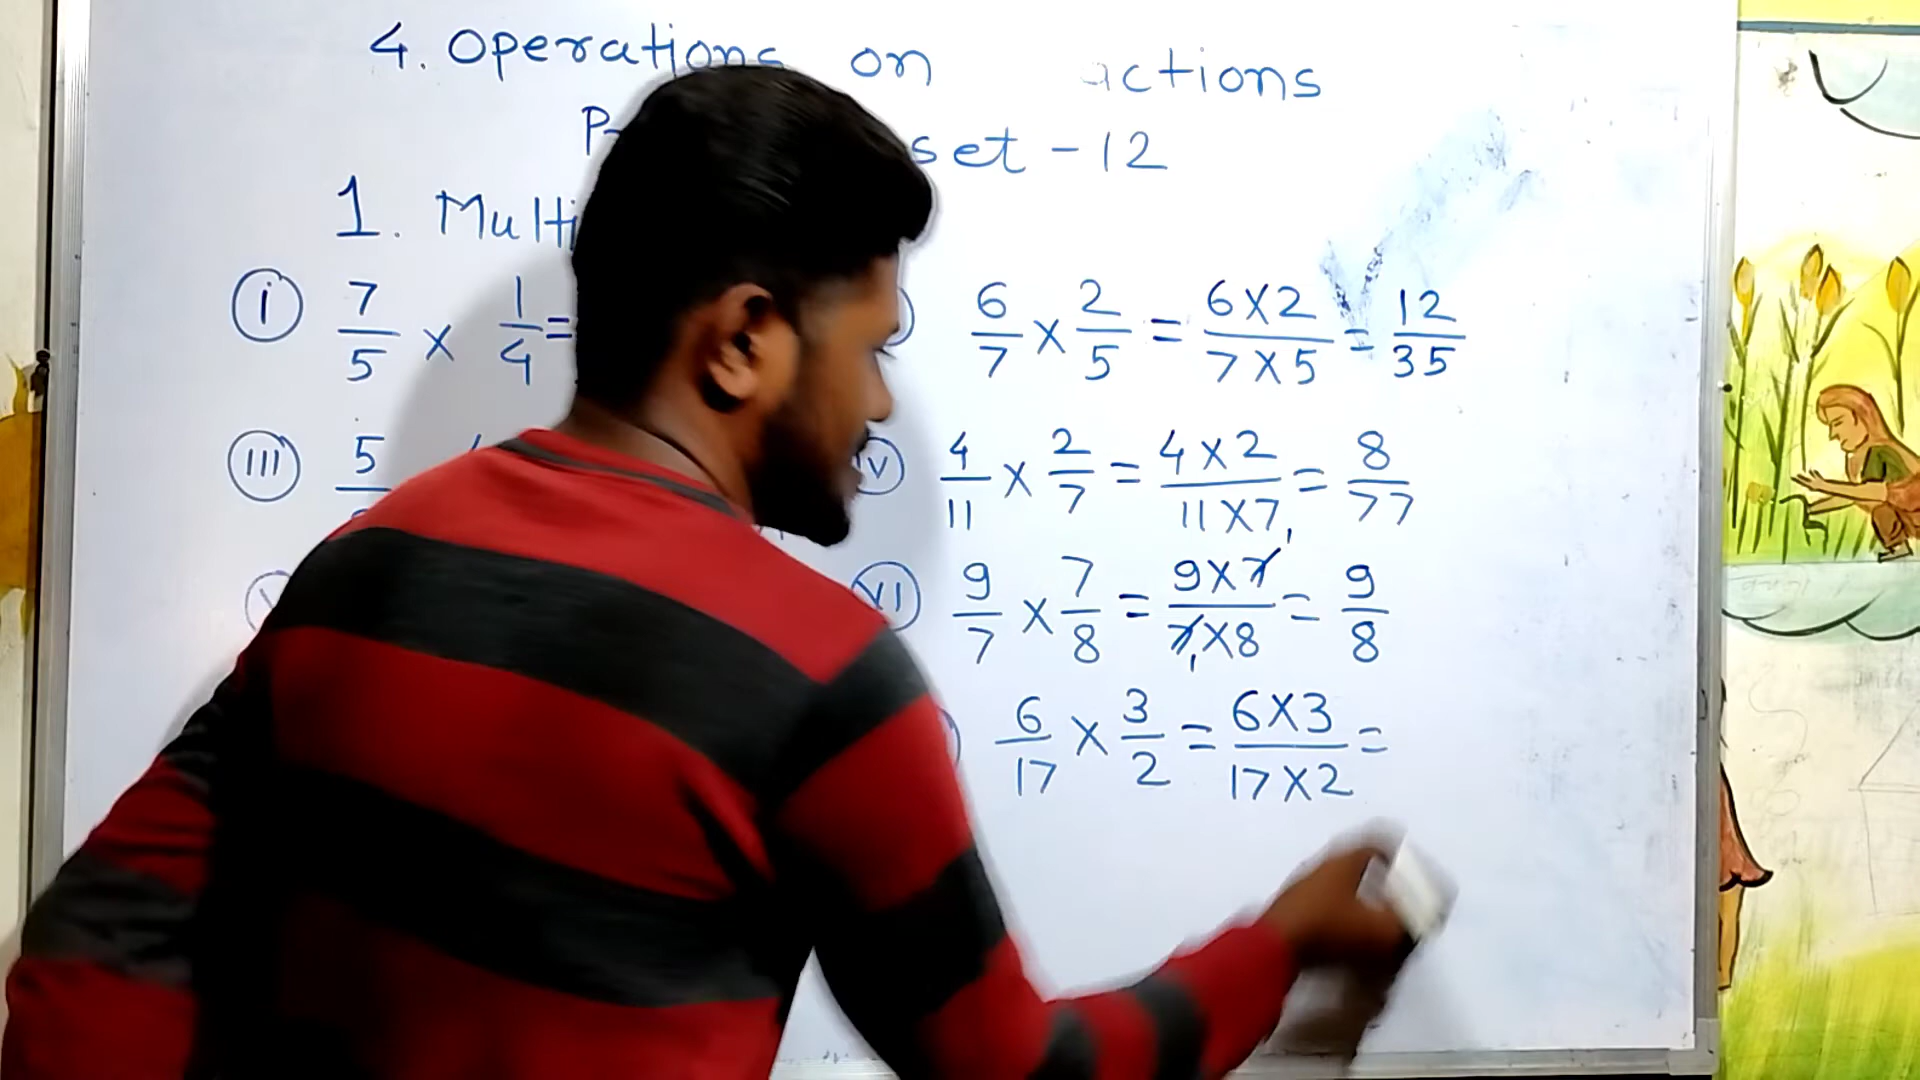 4. Operations on actions
set - 12
1. Multi
(i) 7/5 × 1/4 =
6/7 × 2/5 = 6×2/7×5 = 12/35
(iii) 5
4/11 × 2/7 = 4×2/11×7 = 8/77
(vi) 9/7 × 7/8 = 9×7/7×8 = 9/8
6/17 × 3/2 = 6×3/17×2 =